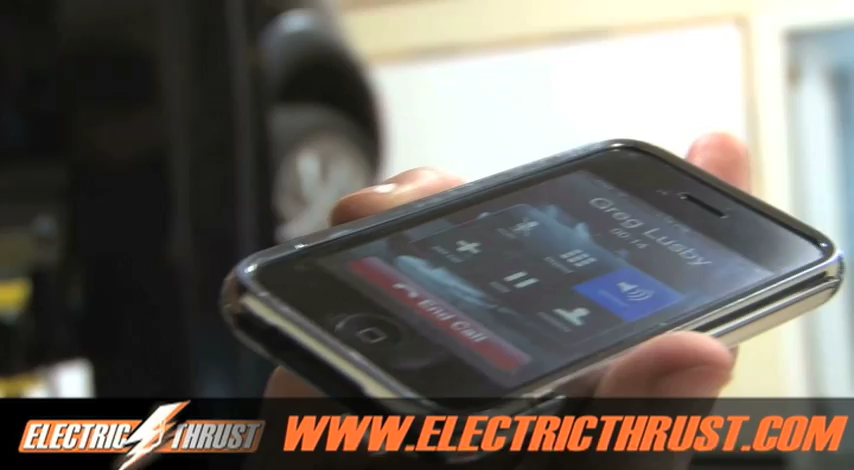 Greg Lusby
00:14
End Call
ELECTRIC THRUST
WWW.ELECTRICTHRUST.COM